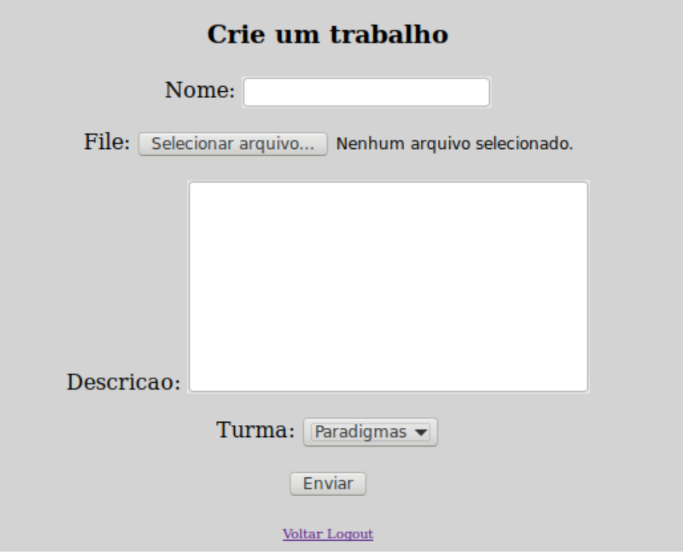 Crie um trabalho
Nome:
File: Selecionar arquivo... Nenhum arquivo selecionado.
Descricao:
Turma: Paradigmas
Enviar
Voltar Logout